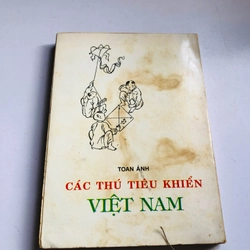 TOAN ÁNH
CÁC THÚ TIÊU KHIỂN
VIỆT NAM